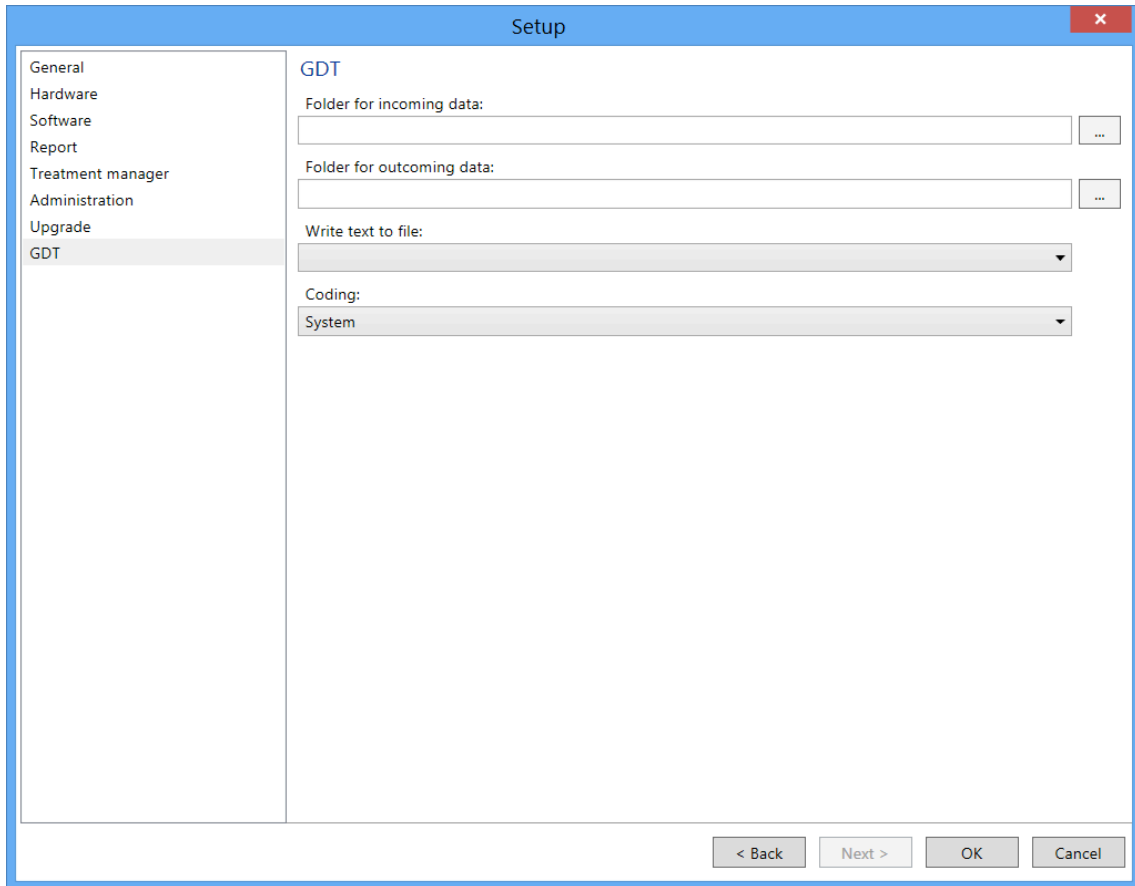 Setup
General
Hardware
Software
Report
Treatment manager
Administration
Upgrade
GDT
GDT
Folder for incoming data:
...
Folder for outcoming data:
...
Write text to file:
Coding:
System
< Back
Next >
OK
Cancel